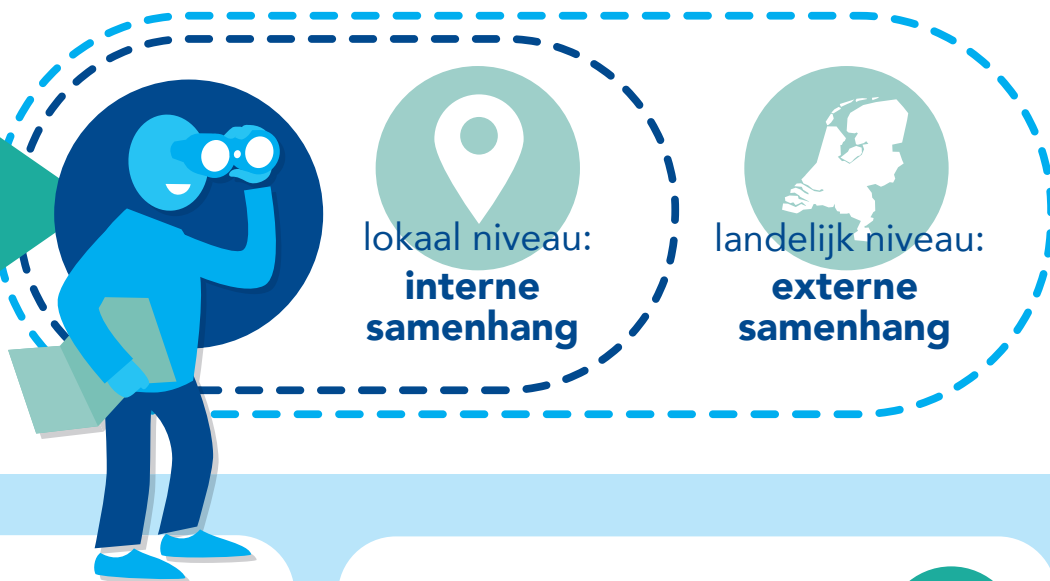 lokaal niveau:
interne
samenhang
landelijk niveau:
externe
samenhang